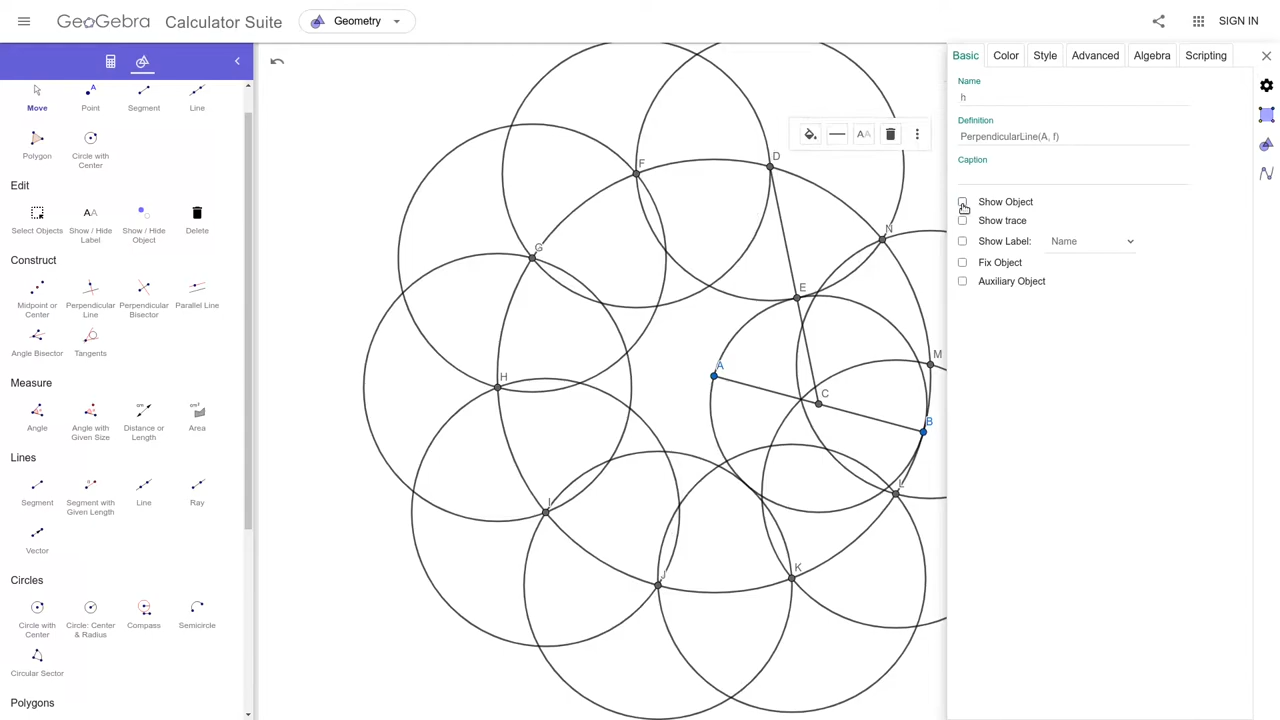 GeoGebra Calculator Suite Geometry SIGN IN
Move Point Segment Line
Polygon Circle with Center
Edit
Select Objects Show / Hide Label Show / Hide Object Delete
Construct
Midpoint or Center Perpendicular Line Perpendicular Bisector Parallel Line
Angle Bisector Tangents
Measure
Angle Angle with Given Size Distance or Length Area
Lines
Segment Segment with Given Length Line Ray
Vector
Circles
Circle with Center Circle: Center & Radius Compass Semicircle
Circular Sector
Polygons
AA
F
D
N
G
E
M
A
H
C
B
L
I
K
J
Basic Color Style Advanced Algebra Scripting
Name
h
Definition
PerpendicularLine(A, f)
Caption
Show Object
Show trace
Show Label: Name
Fix Object
Auxiliary Object